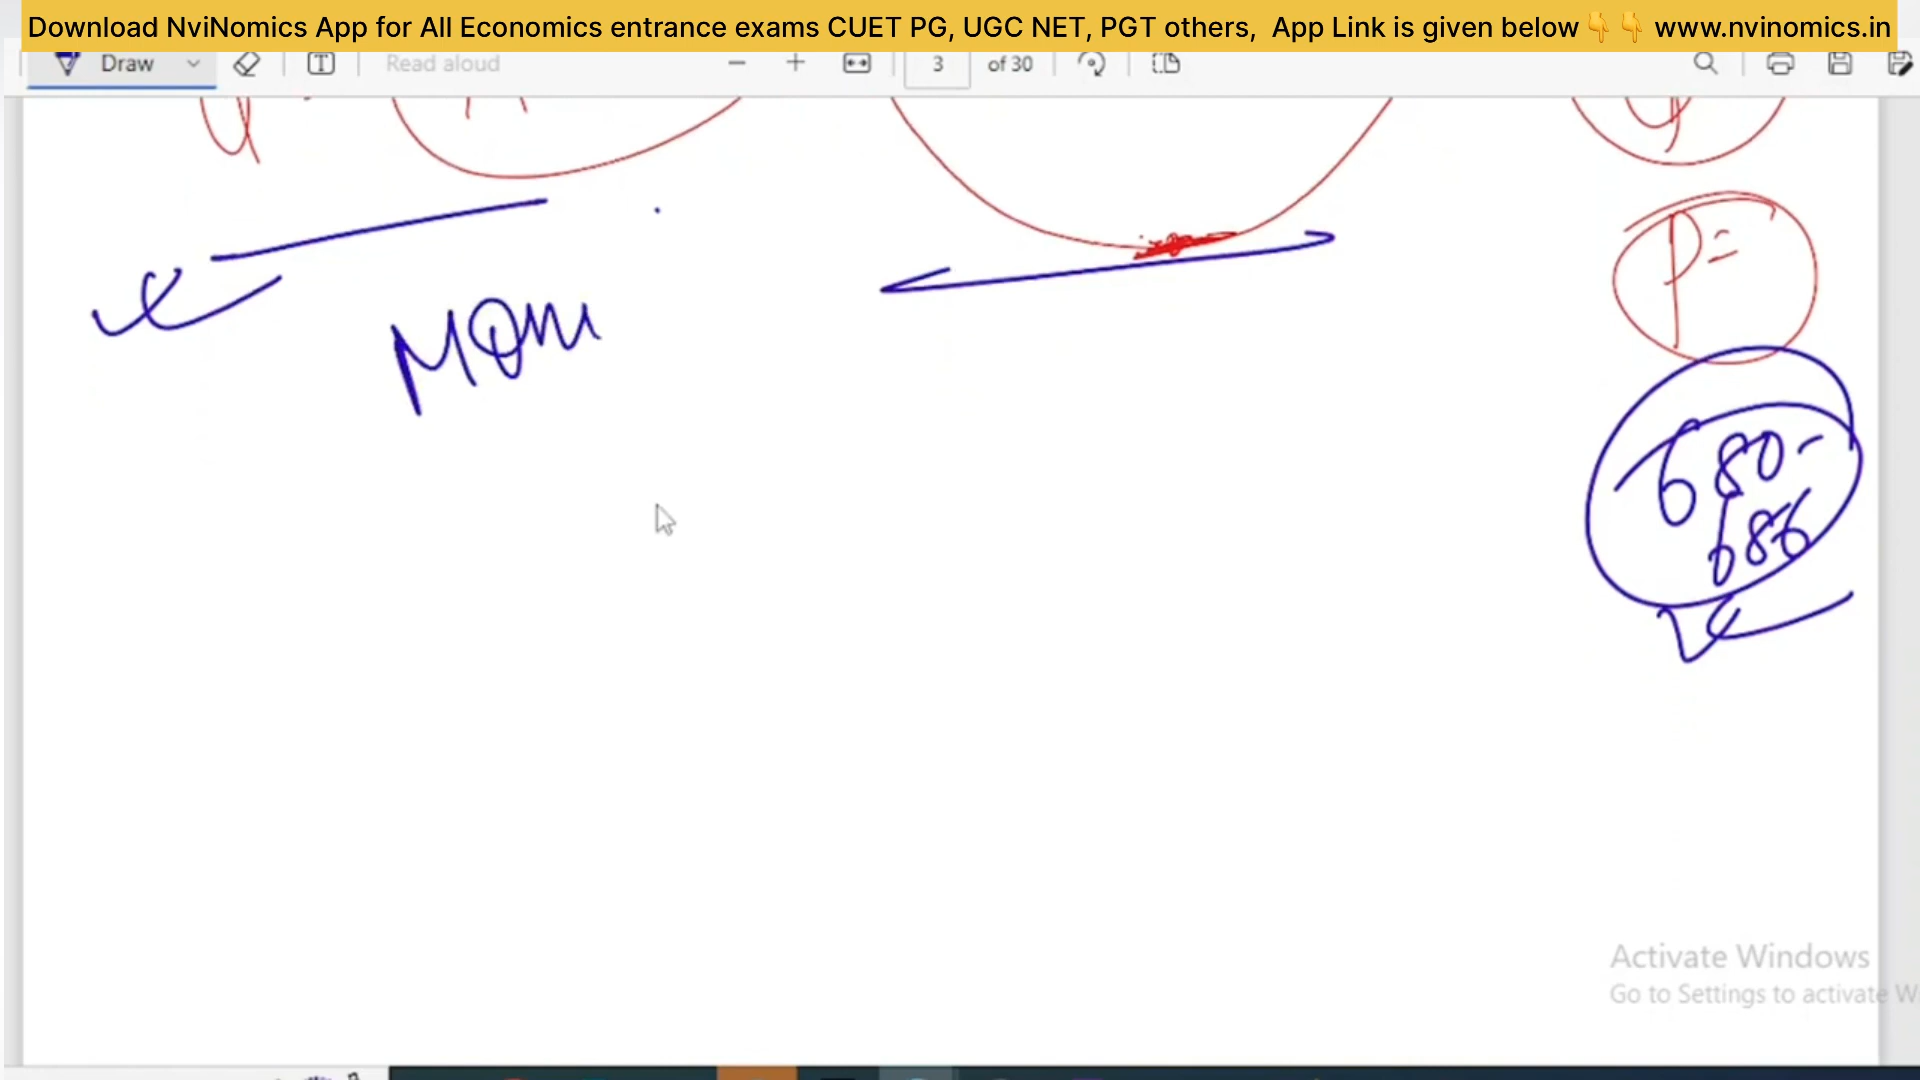 Download NviNomics App for All Economics entrance exams CUET PG, UGC NET, PGT others, App Link is given below👇👇 www.nvinomics.in
Draw Read aloud 3 of 30
P=
680-
686
Activate Windows
Go to Settings to activate W